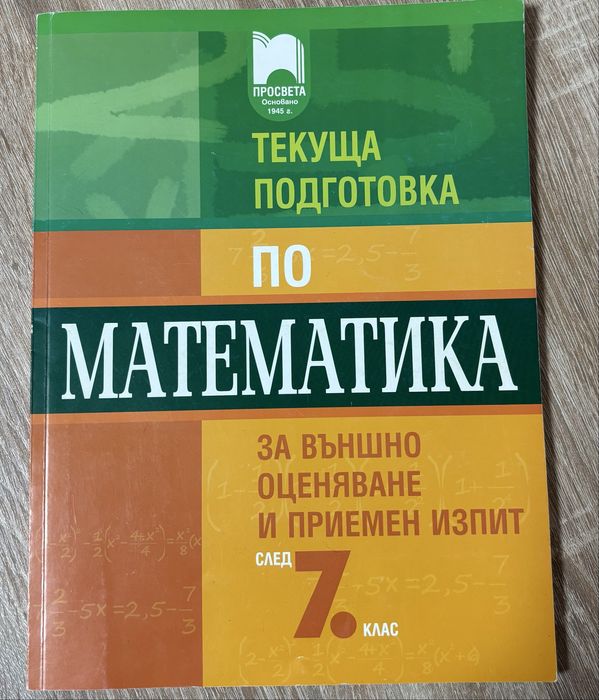 ПРОСВЕТА
Основано
1945 г.
ТЕКУЩА
ПОДГОТОВКА
ПО
МАТЕМАТИКА
ЗА ВЪНШНО
ОЦЕНЯВАНЕ
И ПРИЕМЕН ИЗПИТ
СЛЕД
7.
КЛАС